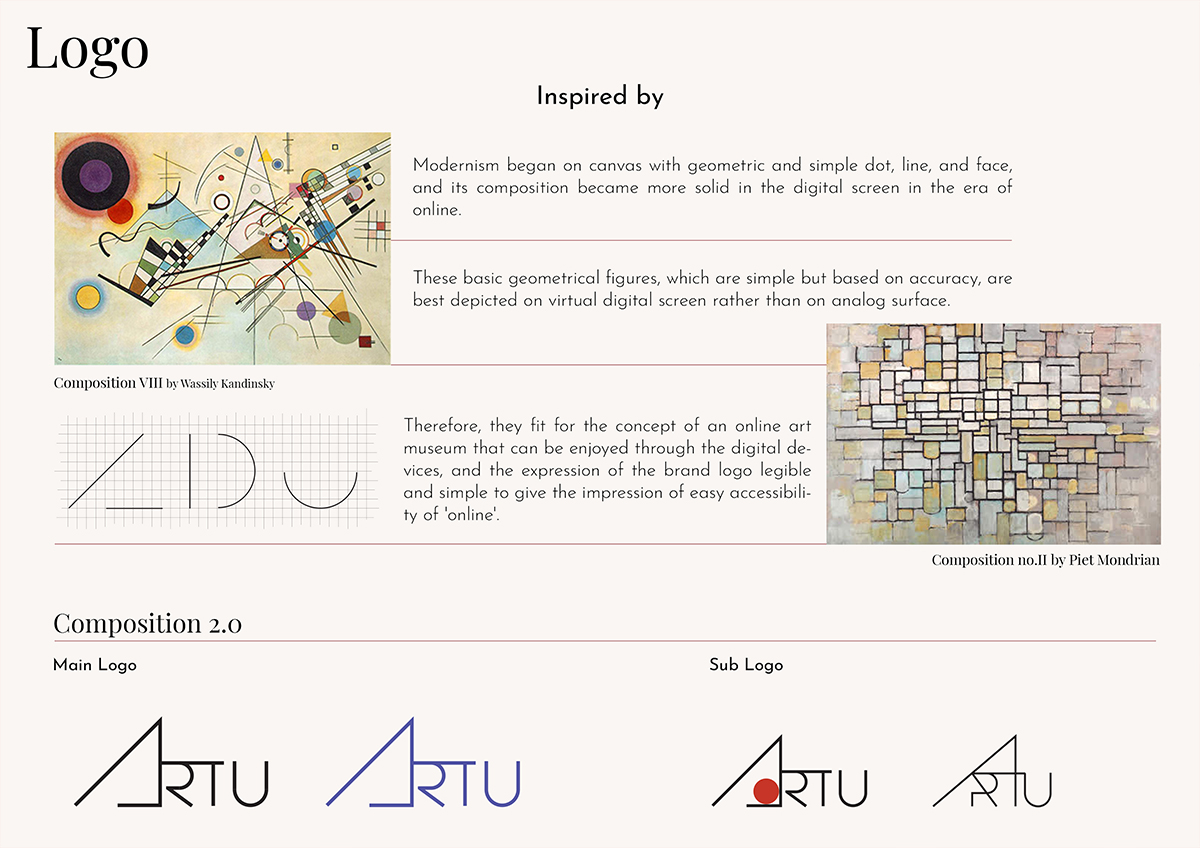 Logo
Inspired by
Modernism began on canvas with geometric and simple dot, line, and face,
and its composition became more solid in the digital screen in the era of
online.
These basic geometrical figures, which are simple but based on accuracy, are
best depicted on virtual digital screen rather than on analog surface.
Composition VIII by Wassily Kandinsky
Therefore, they fit for the concept of an online art
museum that can be enjoyed through the digital de-
vices, and the expression of the brand logo legible
and simple to give the impression of easy accessibili-
ty of 'online'.
Composition no.II by Piet Mondrian
Composition 2.0
Main Logo
Sub Logo
ARTU
ARTU
ARTU
ARTU